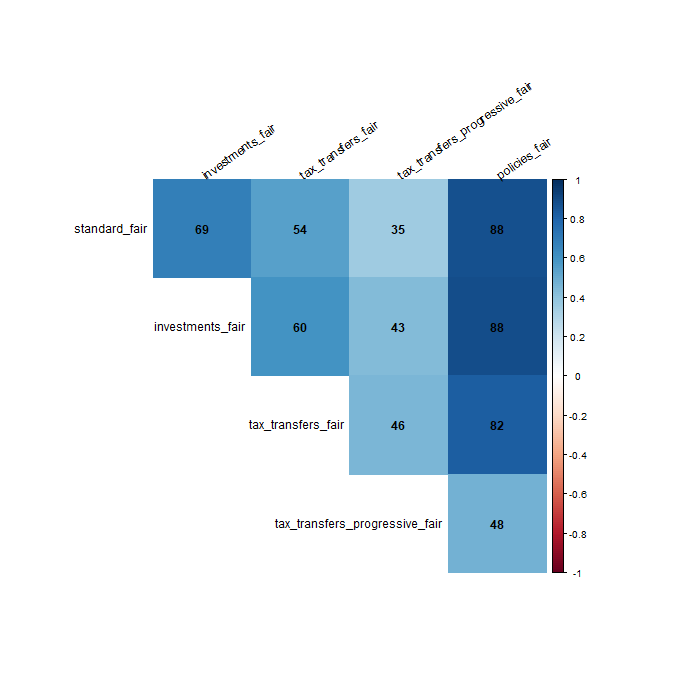 investments_fair
tax_transfers_fair
tax_transfers_progressive_fair
policies_fair
standard_fair 69 54 35 88
investments_fair 60 43 88
tax_transfers_fair 46 82
tax_transfers_progressive_fair 48
1
0.8
0.6
0.4
0.2
0
-0.2
-0.4
-0.6
-0.8
-1